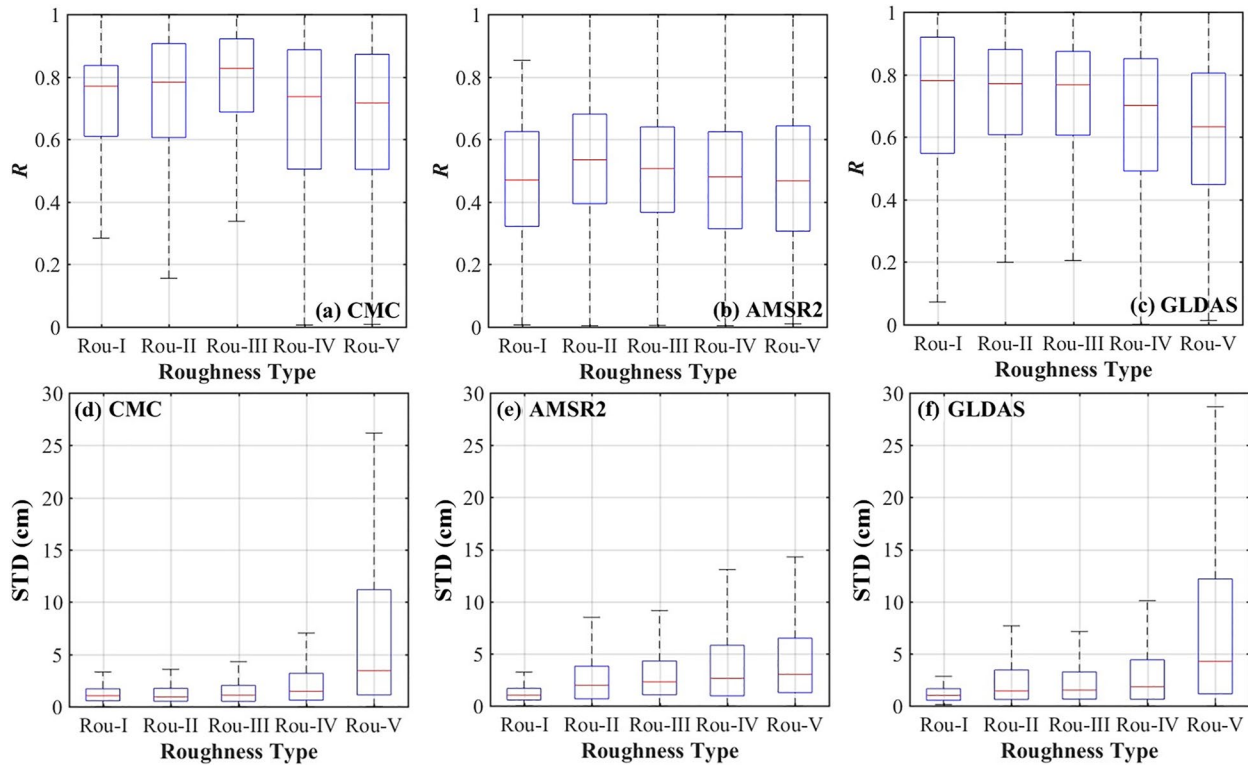 1
0.8
0.6
0.4
0.2
0
R
(a) CMC
Rou-I Rou-II Rou-III Rou-IV Rou-V
Roughness Type
1
0.8
0.6
0.4
0.2
0
R
(b) AMSR2
Rou-I Rou-II Rou-III Rou-IV Rou-V
Roughness Type
1
0.8
0.6
0.4
0.2
0
R
(c) GLDAS
Rou-I Rou-II Rou-III Rou-IV Rou-V
Roughness Type
30
25
20
15
10
5
0
STD (cm)
(d) CMC
Rou-I Rou-II Rou-III Rou-IV Rou-V
Roughness Type
30
25
20
15
10
5
0
STD (cm)
(e) AMSR2
Rou-I Rou-II Rou-III Rou-IV Rou-V
Roughness Type
30
25
20
15
10
5
0
STD (cm)
(f) GLDAS
Rou-I Rou-II Rou-III Rou-IV Rou-V
Roughness Type